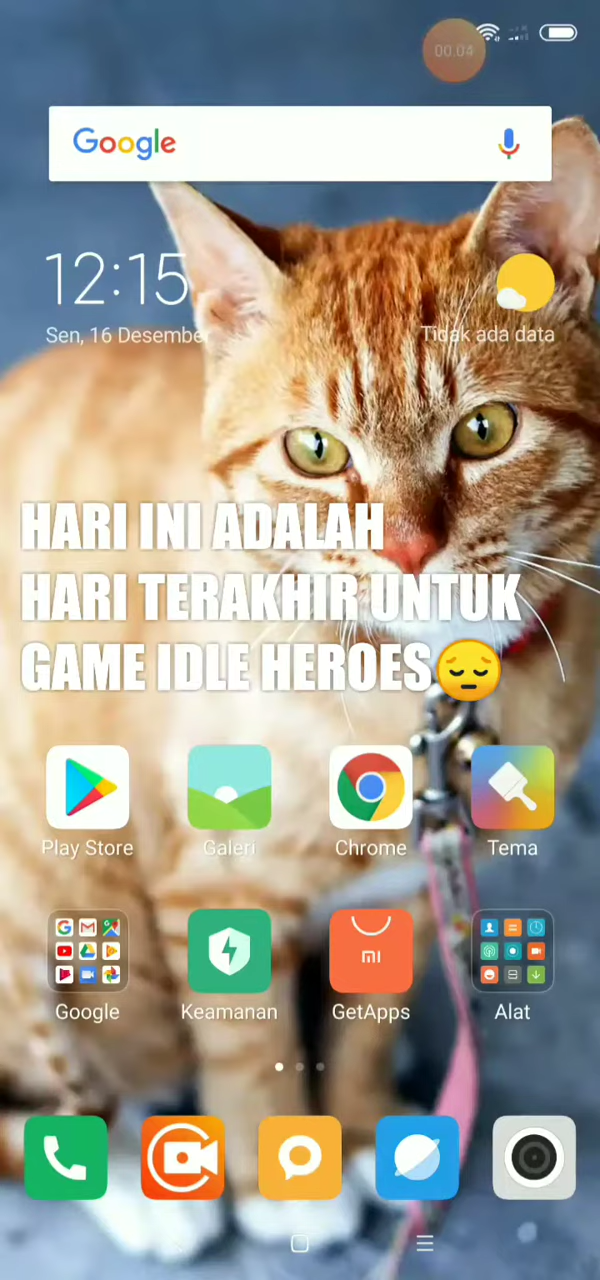 00.04
Google
12:15
Sen, 16 Desember
Tidak ada data
HARI INI ADALAH
HARI TERAKHIR UNTUK
GAME IDLE HEROES😔
Play Store
Galeri
Chrome
Tema
Google
Keamanan
GetApps
Alat